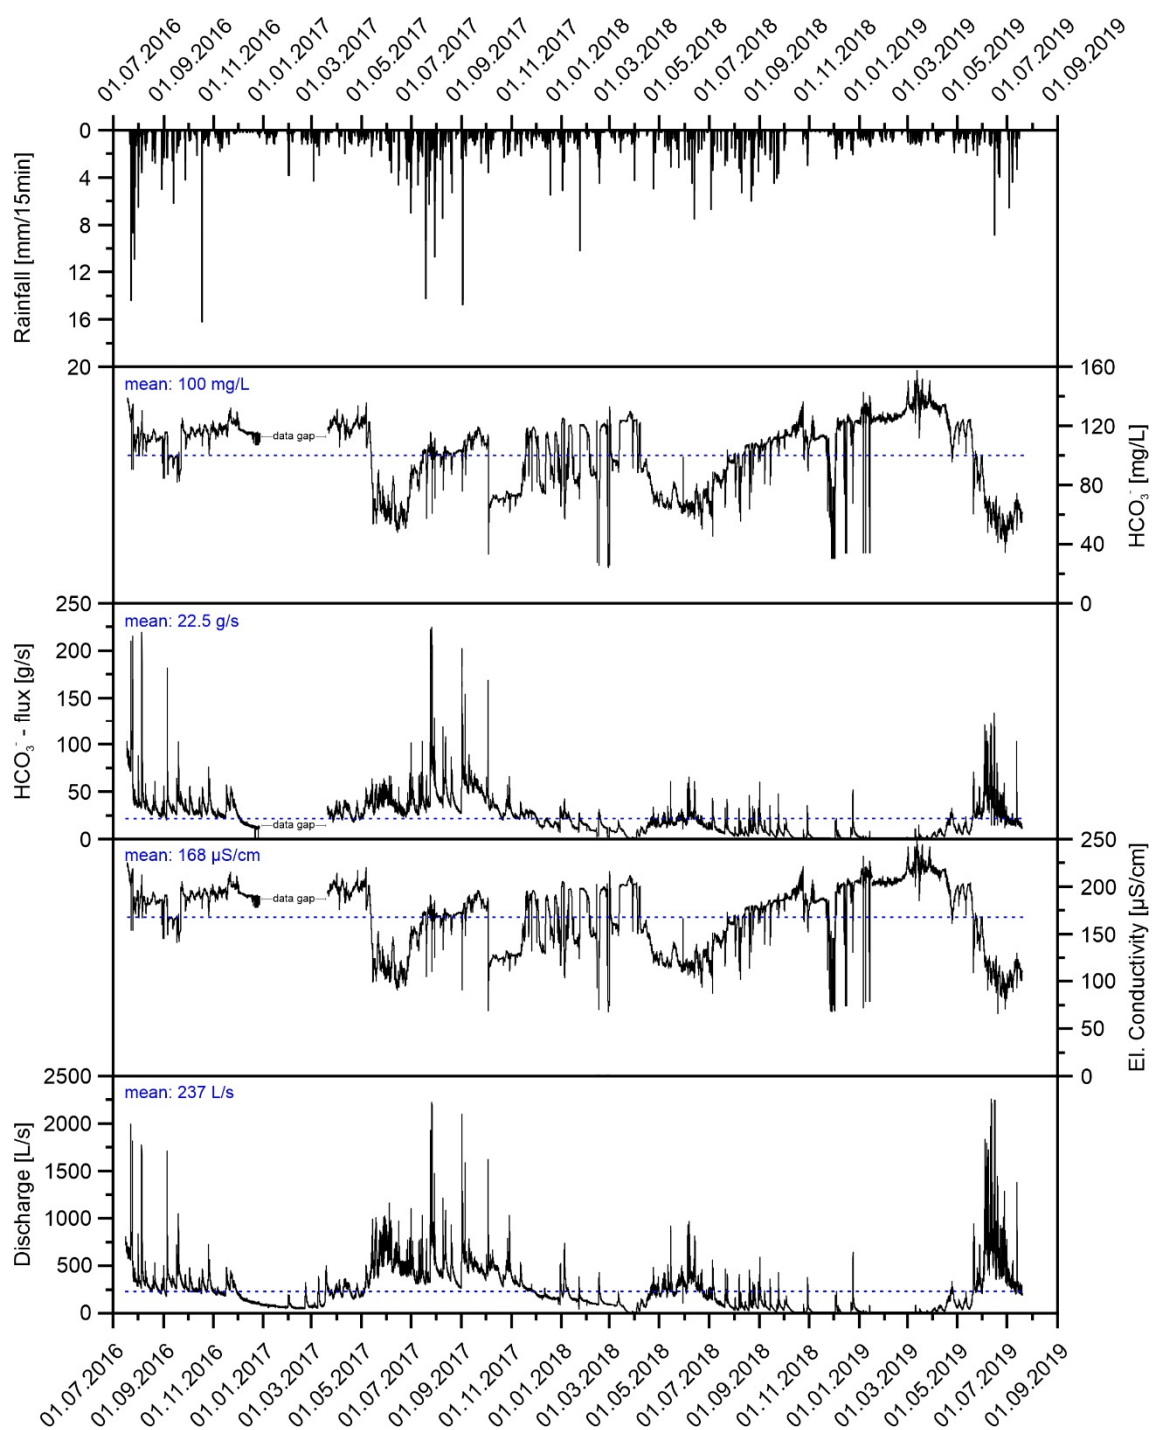 01.07.2016 01.09.2016 01.11.2016 01.01.2017 01.03.2017 01.05.2017 01.07.2017 01.09.2017 01.11.2017 01.01.2018 01.03.2018 01.05.2018 01.07.2018 01.09.2018 01.11.2018 01.01.2019 01.03.2019 01.05.2019 01.07.2019 01.09.2019
Rainfall [mm/15min]
0
4
8
12
16
20
mean: 100 mg/L
data gap
160
120
80
40
0
HCO₃⁻ [mg/L]
HCO₃⁻ - flux [g/s]
250
200
150
100
50
0
mean: 22.5 g/s
data gap
mean: 168 µS/cm
data gap
250
200
150
100
50
0
El. Conductivity [µS/cm]
Discharge [L/s]
2500
2000
1500
1000
500
0
mean: 237 L/s
01.07.2016 01.09.2016 01.11.2016 01.01.2017 01.03.2017 01.05.2017 01.07.2017 01.09.2017 01.11.2017 01.01.2018 01.03.2018 01.05.2018 01.07.2018 01.09.2018 01.11.2018 01.01.2019 01.03.2019 01.05.2019 01.07.2019 01.09.2019